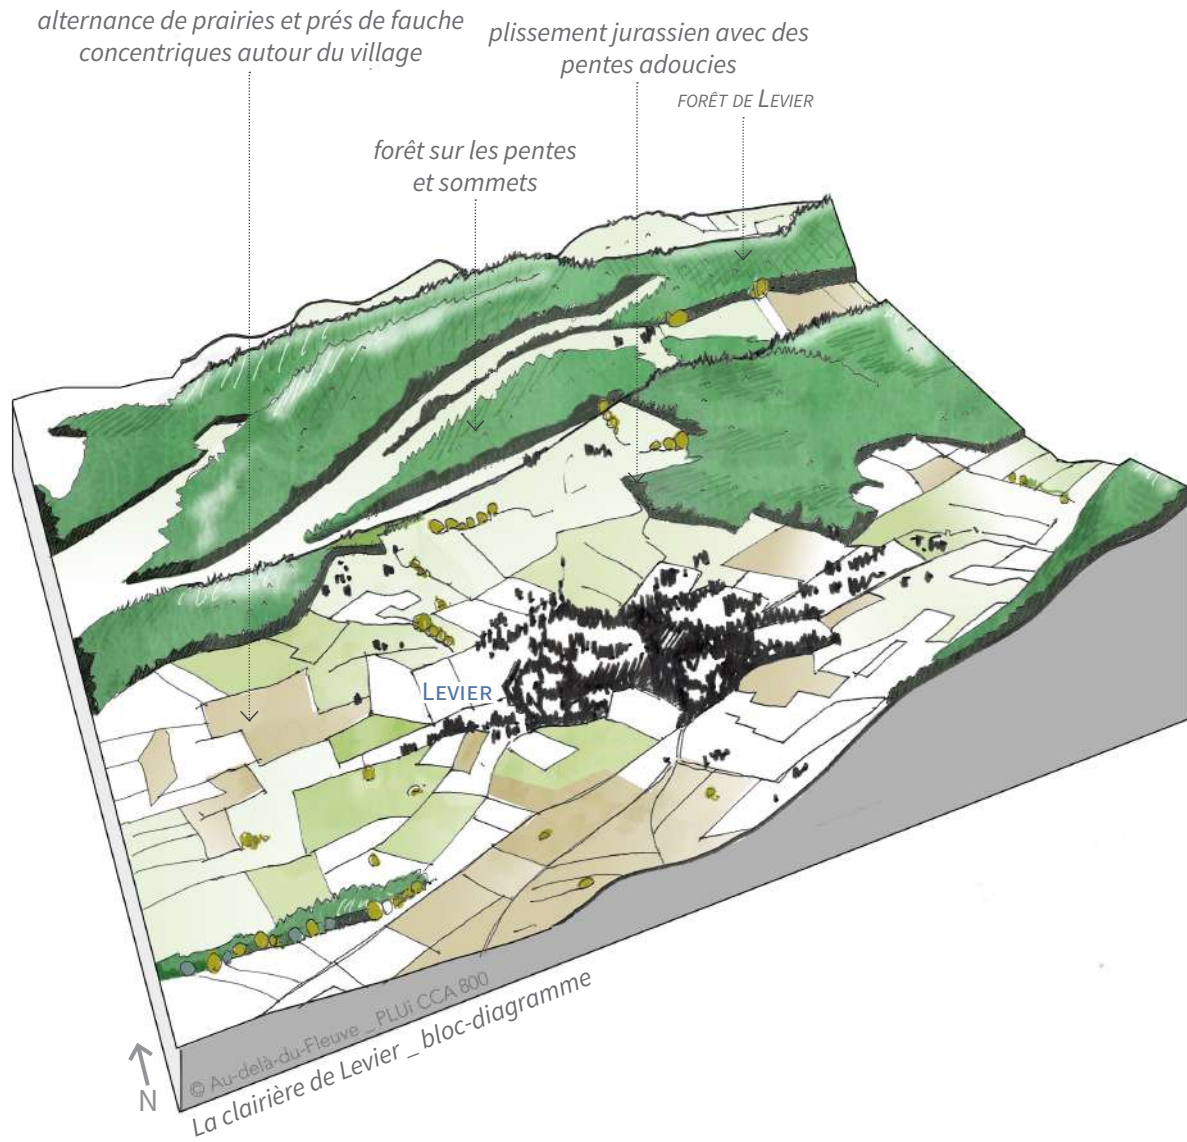 alternance de prairies et prés de fauche
concentriques autour du village
plissement jurassien avec des
pentes adoucies
FORÊT DE LEVIER
forêt sur les pentes
et sommets
LEVIER
© Au-delà-du-Fleuve _ PLUi CCA 800
La clairière de Levier _ bloc-diagramme
N